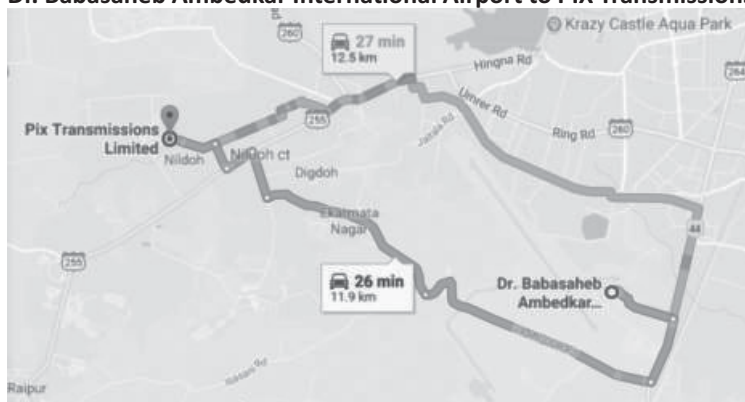 Dr. Babasaheb Ambedkar International Airport to Pix Transmissions
260
27 min
12.5 km
Krazy Castle Aqua Park
Hingna Rd
264
Umrer Rd
255
Ring Rd
260
Pix Transmissions
Limited
Nildoh
Nildoh ct
Digdoh
Ekatmata
Nagar
44
255
26 min
11.9 km
Dr. Babasaheb
Ambedkar...
Raipur